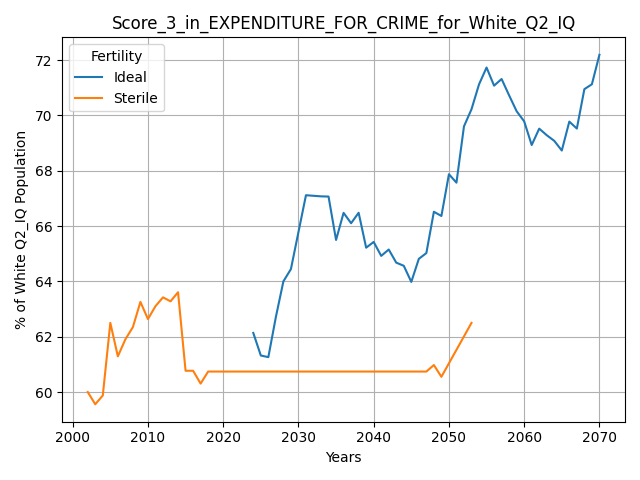 Score_3_in_EXPENDITURE_FOR_CRIME_for_White_Q2_IQ
Fertility
Ideal
Sterile
% of White Q2_IQ Population
72
70
68
66
64
62
60
2000 2010 2020 2030 2040 2050 2060 2070
Years